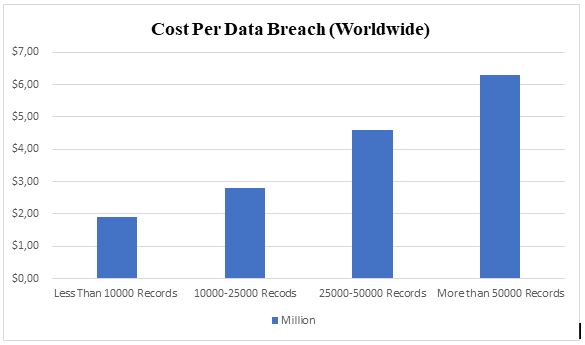 Cost Per Data Breach (Worldwide)
$7,00
$6,00
$5,00
$4,00
$3,00
$2,00
$1,00
$0,00
Less Than 10000 Records
10000-25000 Recods
25000-50000 Records
More than 50000 Records
Million